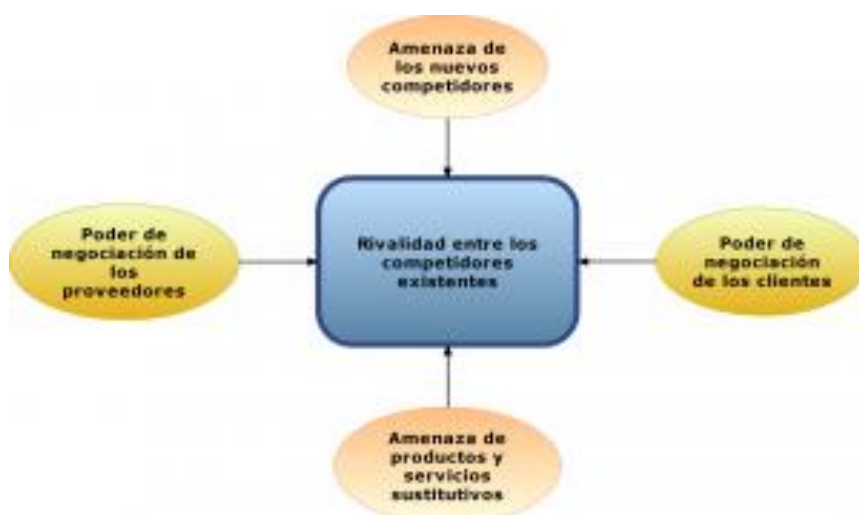 Amenaza de
los nuevos
competidores
Poder de
negociación de
los
proveedores
Rivalidad entre los
competidores
existentes
Poder de
negociación
de los clientes
Amenaza de
productos y
servicios
sustitutivos